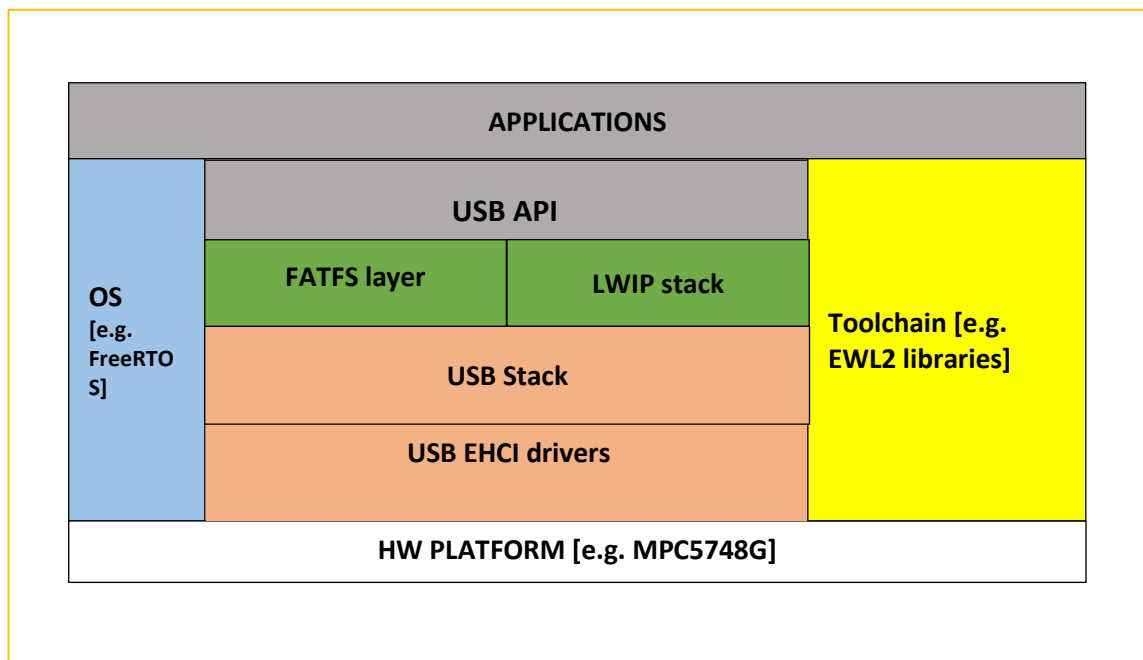 APPLICATIONS
USB API
FATFS layer
LWIP stack
OS
[e.g.
FreeRTO
S]
Toolchain [e.g.
EWL2 libraries]
USB Stack
USB EHCI drivers
HW PLATFORM [e.g. MPC5748G]